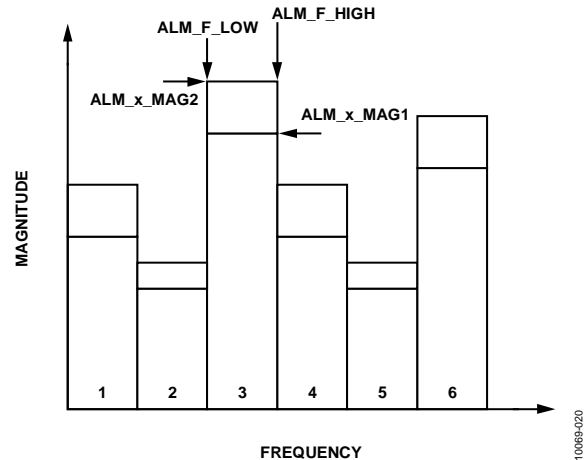 ALM_F_HIGH
ALM_F_LOW
ALM_x_MAG2
ALM_x_MAG1
MAGNITUDE
1 2 3 4 5 6
FREQUENCY
10069-020